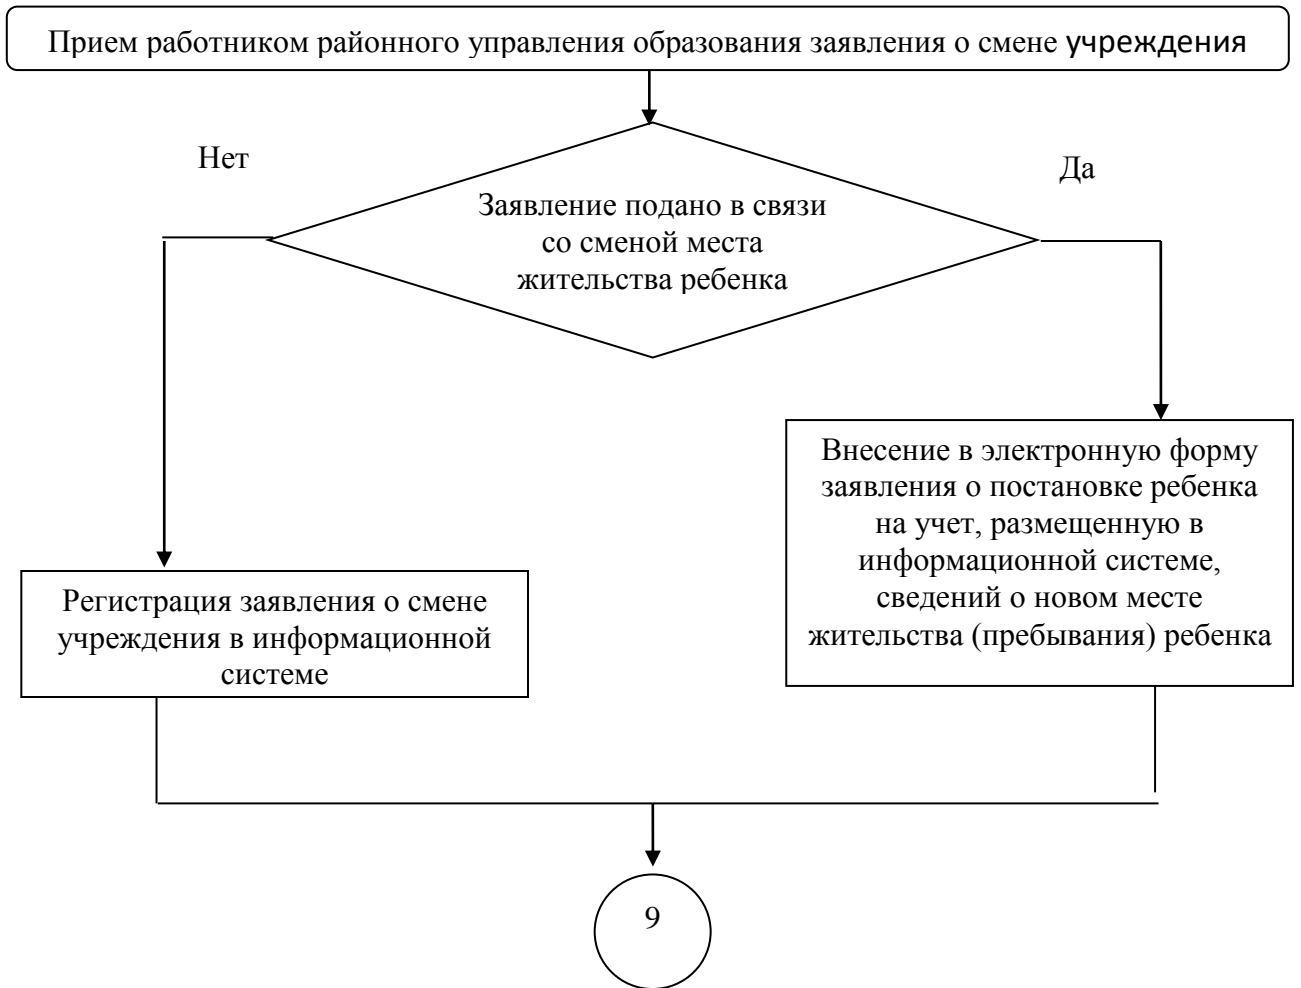 Прием работником районного управления образования заявления о смене учреждения
Нет
Да
Заявление подано в связи
со сменой места
жительства ребенка
Внесение в электронную форму
заявления о постановке ребенка
на учет, размещенную в
информационной системе,
сведений о новом месте
жительства (пребывания) ребенка
Регистрация заявления о смене
учреждения в информационной
системе
9